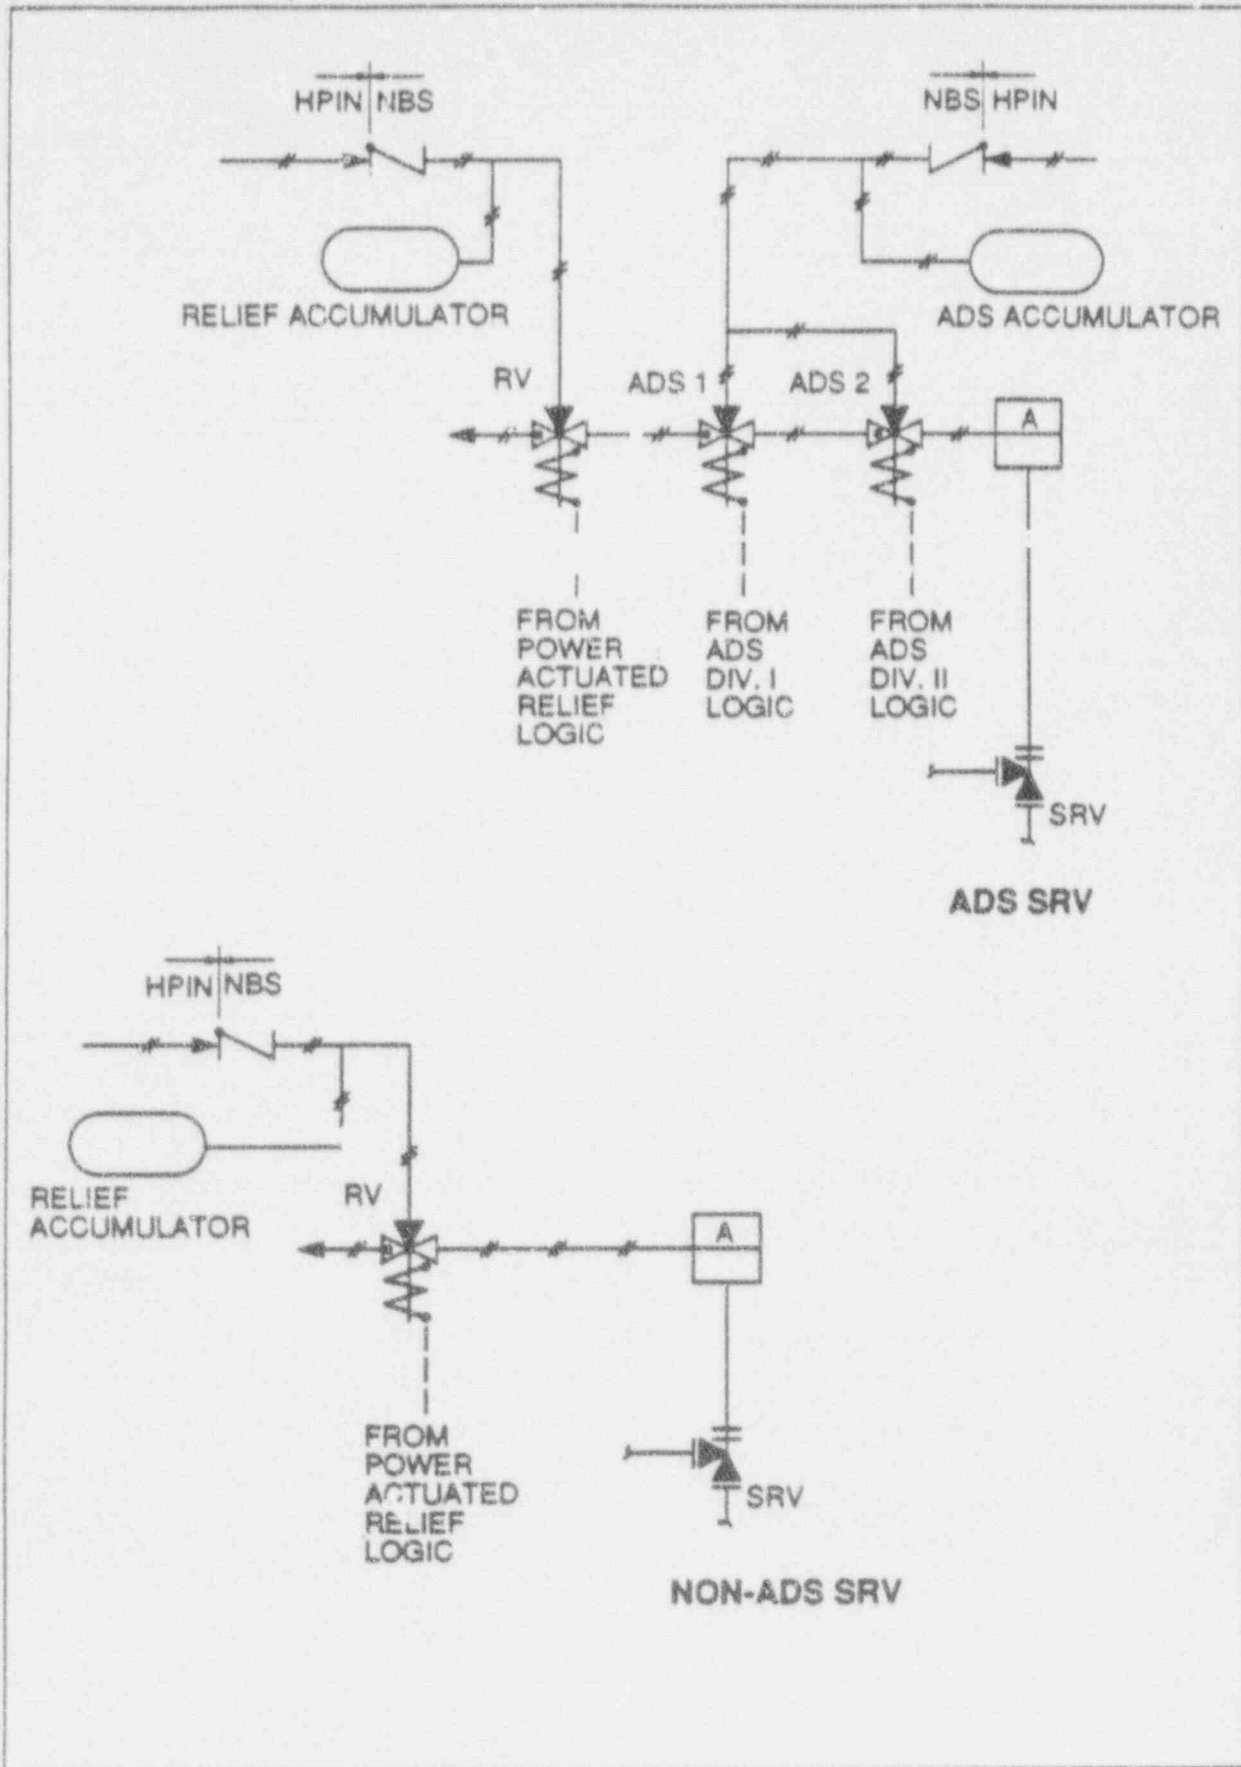 HPIN NBS
NBS HPIN
RELIEF ACCUMULATOR
ADS ACCUMULATOR
RV
ADS 1
ADS 2
A
FROM
POWER
ACTUATED
RELIEF
LOGIC
FROM
ADS
DIV. I
LOGIC
FROM
ADS
DIV. II
LOGIC
SRV
ADS SRV
HPIN NBS
RELIEF
ACCUMULATOR
RV
A
FROM
POWER
ACTUATED
RELIEF
LOGIC
SRV
NON-ADS SRV